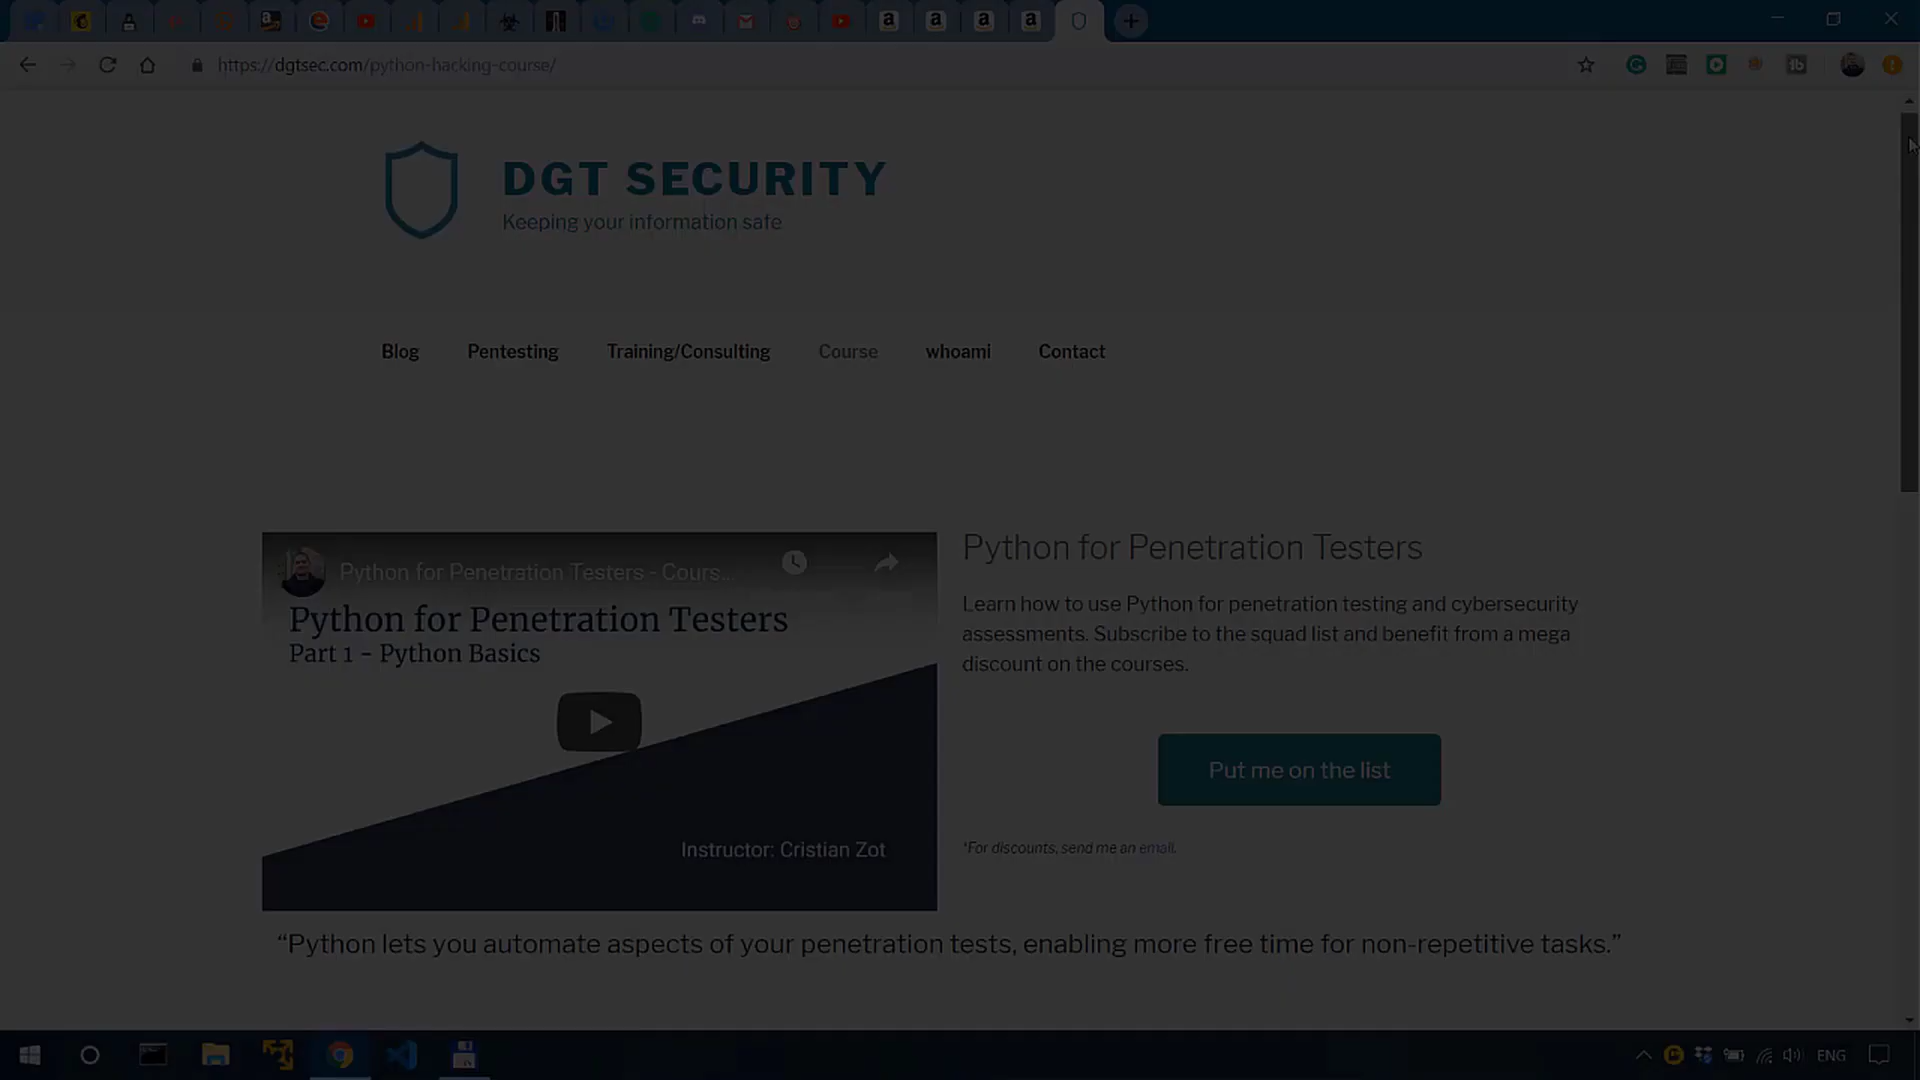 https://dgtsec.com/python-hacking-course/
DGT SECURITY
Keeping your information safe
Blog Pentesting Training/Consulting Course whoami Contact
Python for Penetration Testers - Cours...
Python for Penetration Testers
Part 1 - Python Basics
Instructor: Cristian Zot
Python for Penetration Testers
Learn how to use Python for penetration testing and cybersecurity
assessments. Subscribe to the squad list and benefit from a mega
discount on the courses.
Put me on the list
*For discounts, send me an email.
“Python lets you automate aspects of your penetration tests, enabling more free time for non-repetitive tasks.”
ENG